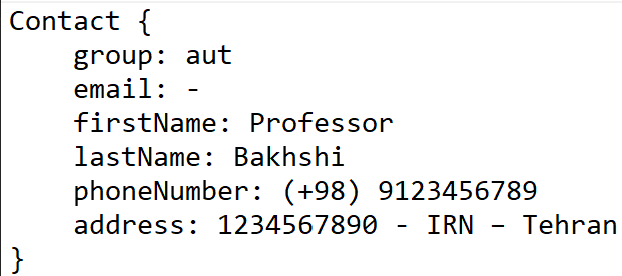 Contact {
    group: aut
    email: -
    firstName: Professor
    lastName: Bakhshi
    phoneNumber: (+98) 9123456789
    address: 1234567890 - IRN – Tehran
}